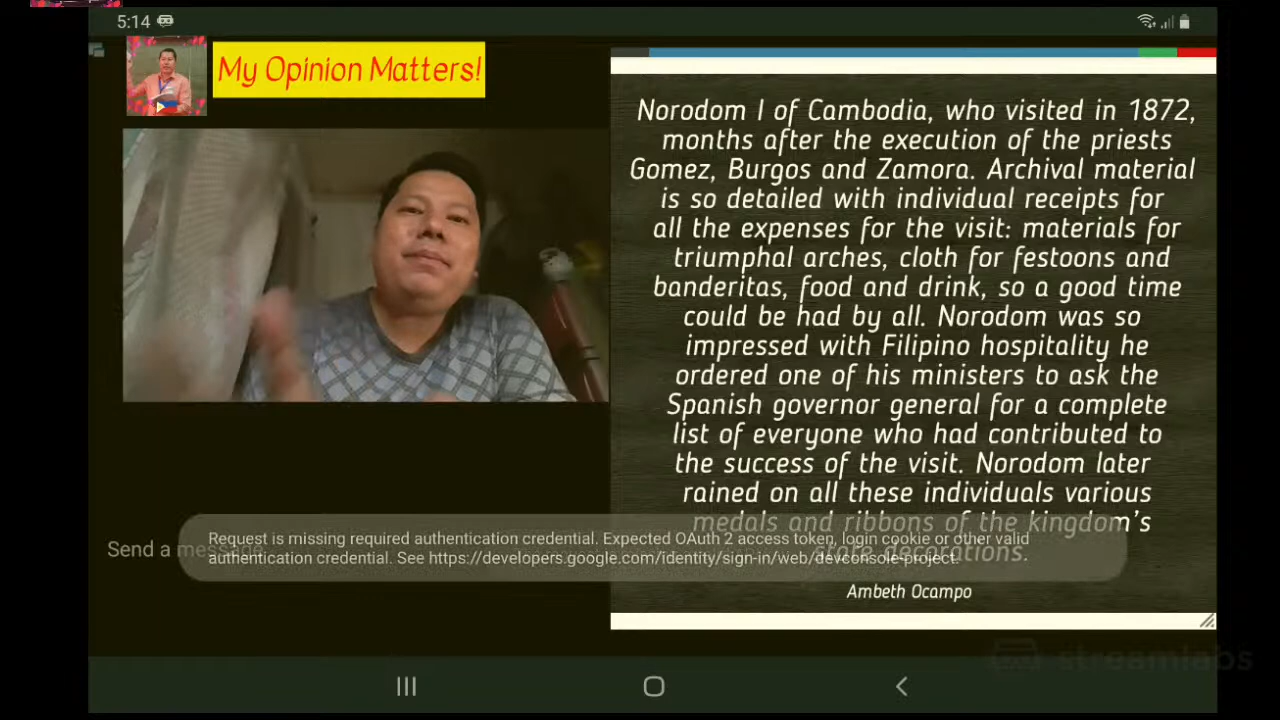 5:14
My Opinion Matters!
Norodom I of Cambodia, who visited in 1872,
months after the execution of the priests
Gomez, Burgos and Zamora. Archival material
is so detailed with individual receipts for
all the expenses for the visit: materials for
triumphal arches, cloth for festoons and
banderitas, food and drink, so a good time
could be had by all. Norodom was so
impressed with Filipino hospitality he
ordered one of his ministers to ask the
Spanish governor general for a complete
list of everyone who had contributed to
the success of the visit. Norodom later
rained on all these individuals various
medals and ribbons of the kingdom's
state decorations.
Ambeth Ocampo
Send a message
Request is missing required authentication credential. Expected OAuth 2 access token, login cookie or other valid
authentication credential. See https://developers.google.com/identity/sign-in/web/devconsole-project.
streamlabs